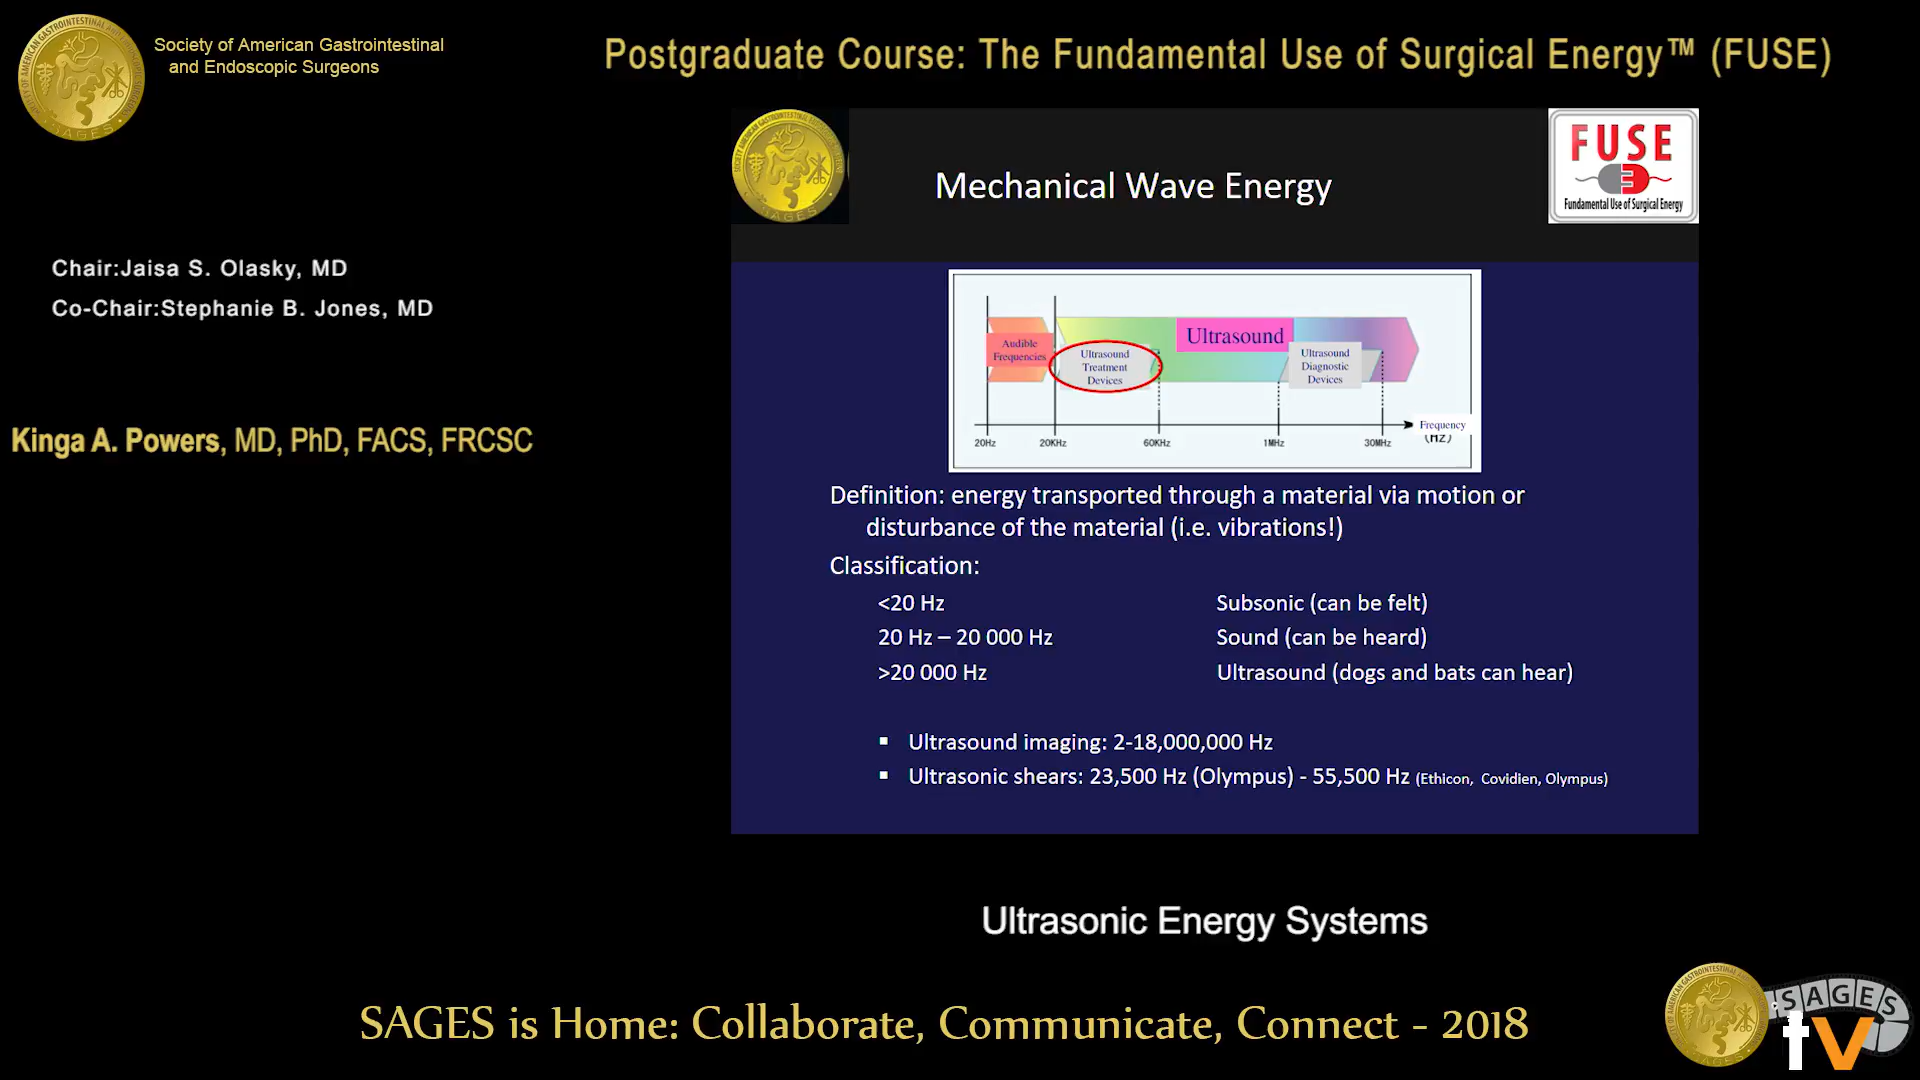 Society of American Gastrointestinal
and Endoscopic Surgeons
Postgraduate Course: The Fundamental Use of Surgical Energy™ (FUSE)
Chair:Jaisa S. Olasky, MD
Co-Chair:Stephanie B. Jones, MD
Kinga A. Powers, MD, PhD, FACS, FRCSC
Mechanical Wave Energy
FUSE
Fundamental Use of Surgical Energy
Audible
Frequencies
Ultrasound
Treatment
Devices
Ultrasound
Ultrasound
Diagnostic
Devices
Frequency
(HZ)
20Hz 20KHz 60KHz 1MHz 30MHz
Definition: energy transported through a material via motion or
disturbance of the material (i.e. vibrations!)
Classification:
<20 Hz Subsonic (can be felt)
20 Hz – 20 000 Hz Sound (can be heard)
>20 000 Hz Ultrasound (dogs and bats can hear)
▪ Ultrasound imaging: 2-18,000,000 Hz
▪ Ultrasonic shears: 23,500 Hz (Olympus) - 55,500 Hz (Ethicon, Covidien, Olympus)
Ultrasonic Energy Systems
SAGES is Home: Collaborate, Communicate, Connect - 2018
SAGES
tv